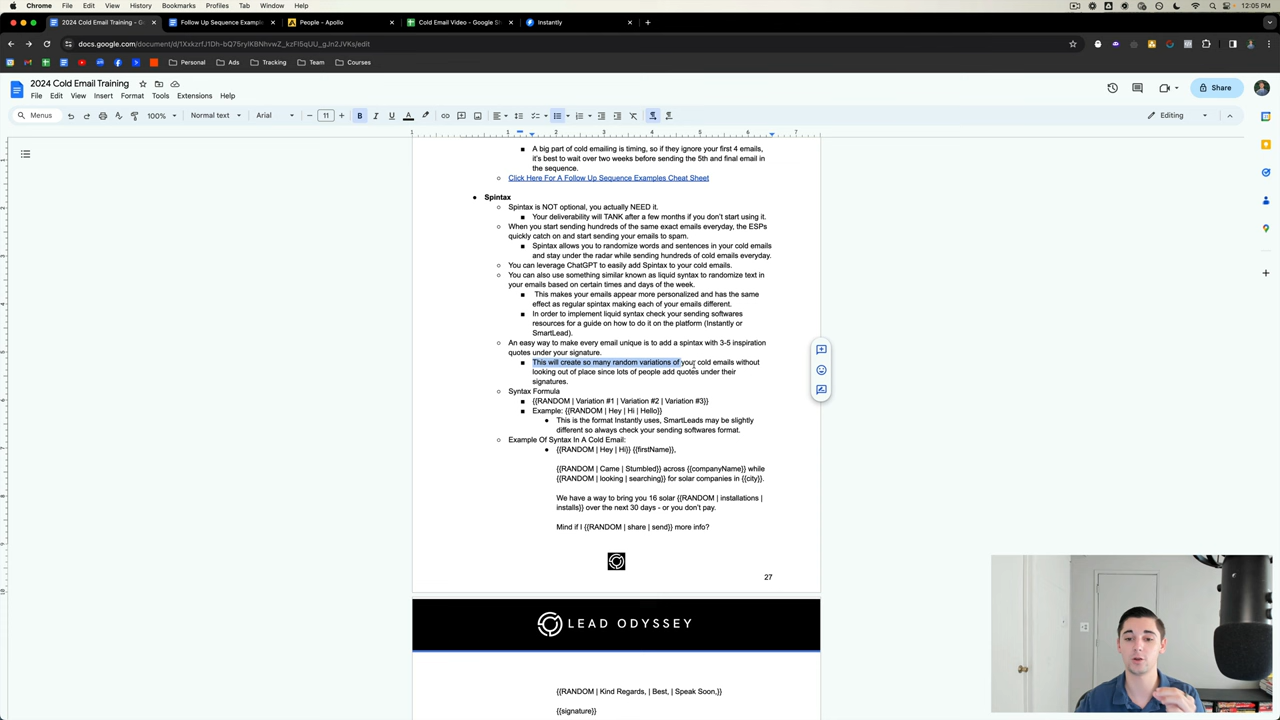 Chrome File Edit View History Bookmarks Profiles Tab Window Help 12:05 PM
2024 Cold Email Training - G
Follow Up Sequence Example
People - Apollo
Cold Email Video - Google Sh
Instantly
Personal Ads Tracking Team Courses
2024 Cold Email Training
File Edit View Insert Format Tools Extensions Help
Share
Menus 100% Normal text Arial 11 Editing
A big part of cold emailing is timing, so if they ignore your first 4 emails,
it's best to wait over two weeks before sending the 5th and final email in
the sequence.
Click Here For A Follow Up Sequence Examples Cheat Sheet
Spintax
Spintax is NOT optional, you actually NEED it.
Your deliverability will TANK after a few months if you don't start using it.
When you start sending hundreds of the same exact emails everyday, the ESPs
quickly catch on and start sending your emails to spam.
Spintax allows you to randomize words and sentences in your cold emails
and stay under the radar while sending hundreds of cold emails everyday.
You can leverage ChatGPT to easily add Spintax to your cold emails.
You can also use something similar known as liquid syntax to randomize text in
your emails based on certain times and days of the week.
This makes your emails appear more personalized and has the same
effect as regular spintax making each of your emails different.
In order to implement liquid syntax check your sending softwares
resources for a guide on how to do it on the platform (Instantly or
SmartLead).
An easy way to make every email unique is to add a spintax with 3-5 inspiration
quotes under your signature.
This will create so many random variations of your cold emails without
looking out of place since lots of people add quotes under their
signatures.
Syntax Formula
{{RANDOM | Variation #1 | Variation #2 | Variation #3}}
Example: {{RANDOM | Hey | Hi | Hello}}
This is the format Instantly uses, SmartLeads may be slightly
different so always check your sending softwares format.
Example Of Syntax In A Cold Email:
{{RANDOM | Hey | Hi}} {{firstName}},
{{RANDOM | Came | Stumbled}} across {{companyName}} while
{{RANDOM | looking | searching}} for solar companies in {{city}}.
We have a way to bring you 16 solar {{RANDOM | installations |
installs}} over the next 30 days - or you don't pay.
Mind if I {{RANDOM | share | send}} more info?
27
LEAD ODYSSEY
{{RANDOM | Kind Regards, | Best, | Speak Soon,}}
{{signature}}